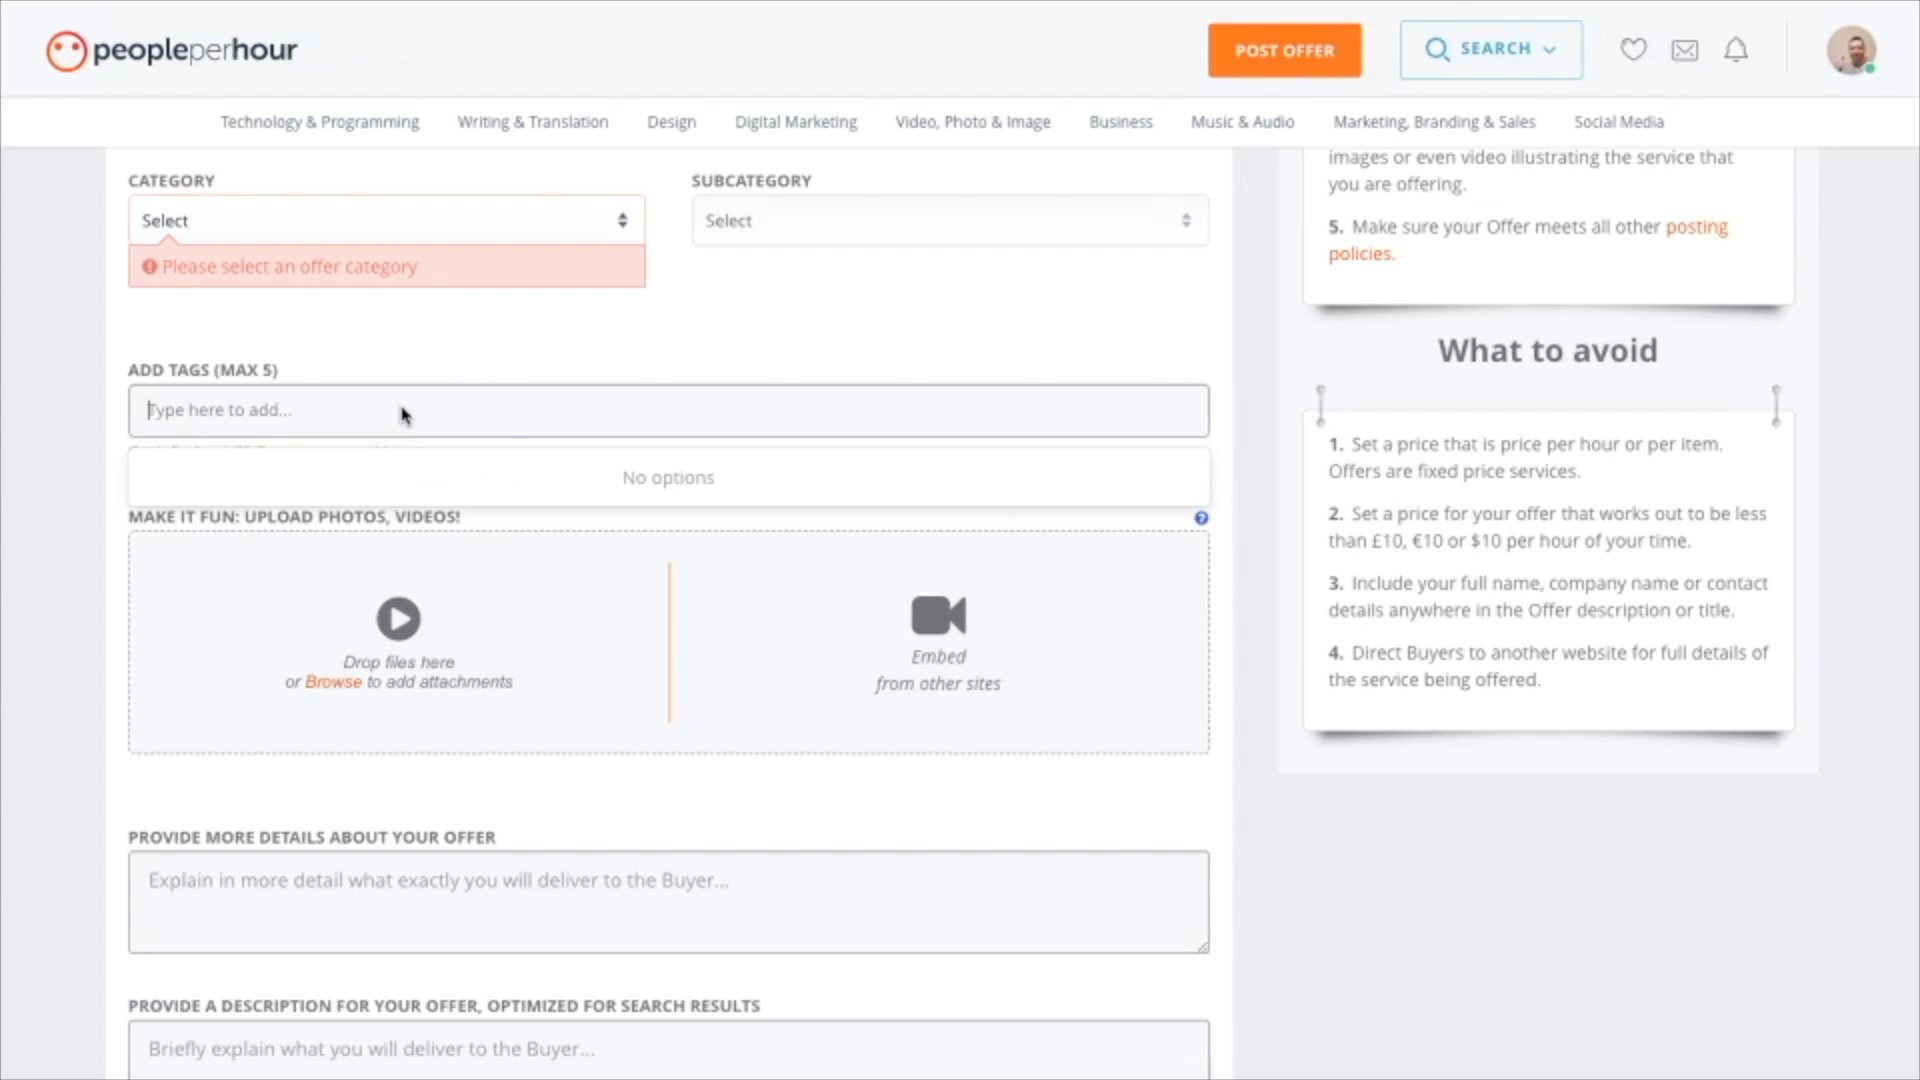 peopleperhour
POST OFFER
SEARCH
Technology & Programming
Writing & Translation
Design
Digital Marketing
Video, Photo & Image
Business
Music & Audio
Marketing, Branding & Sales
Social Media
CATEGORY
Select
Please select an offer category
SUBCATEGORY
Select
ADD TAGS (MAX 5)
Type here to add...
No options
MAKE IT FUN: UPLOAD PHOTOS, VIDEOS!
Drop files here
or Browse to add attachments
Embed
from other sites
PROVIDE MORE DETAILS ABOUT YOUR OFFER
Explain in more detail what exactly you will deliver to the Buyer...
PROVIDE A DESCRIPTION FOR YOUR OFFER, OPTIMIZED FOR SEARCH RESULTS
Briefly explain what you will deliver to the Buyer...
images or even video illustrating the service that
you are offering.
5. Make sure your Offer meets all other posting
policies.
What to avoid
1. Set a price that is price per hour or per item.
Offers are fixed price services.
2. Set a price for your offer that works out to be less
than £10, €10 or $10 per hour of your time.
3. Include your full name, company name or contact
details anywhere in the Offer description or title.
4. Direct Buyers to another website for full details of
the service being offered.